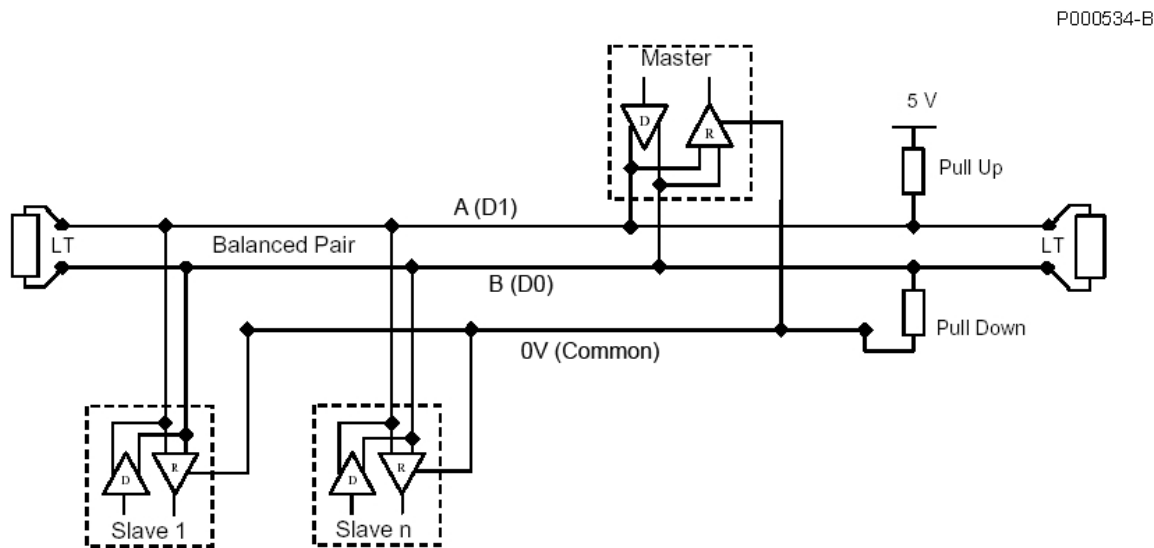 P000534-B
Master
D
R
5 V
Pull Up
A (D1)
LT
Balanced Pair
LT
B (D0)
Pull Down
0V (Common)
D
R
Slave 1
D
R
Slave n